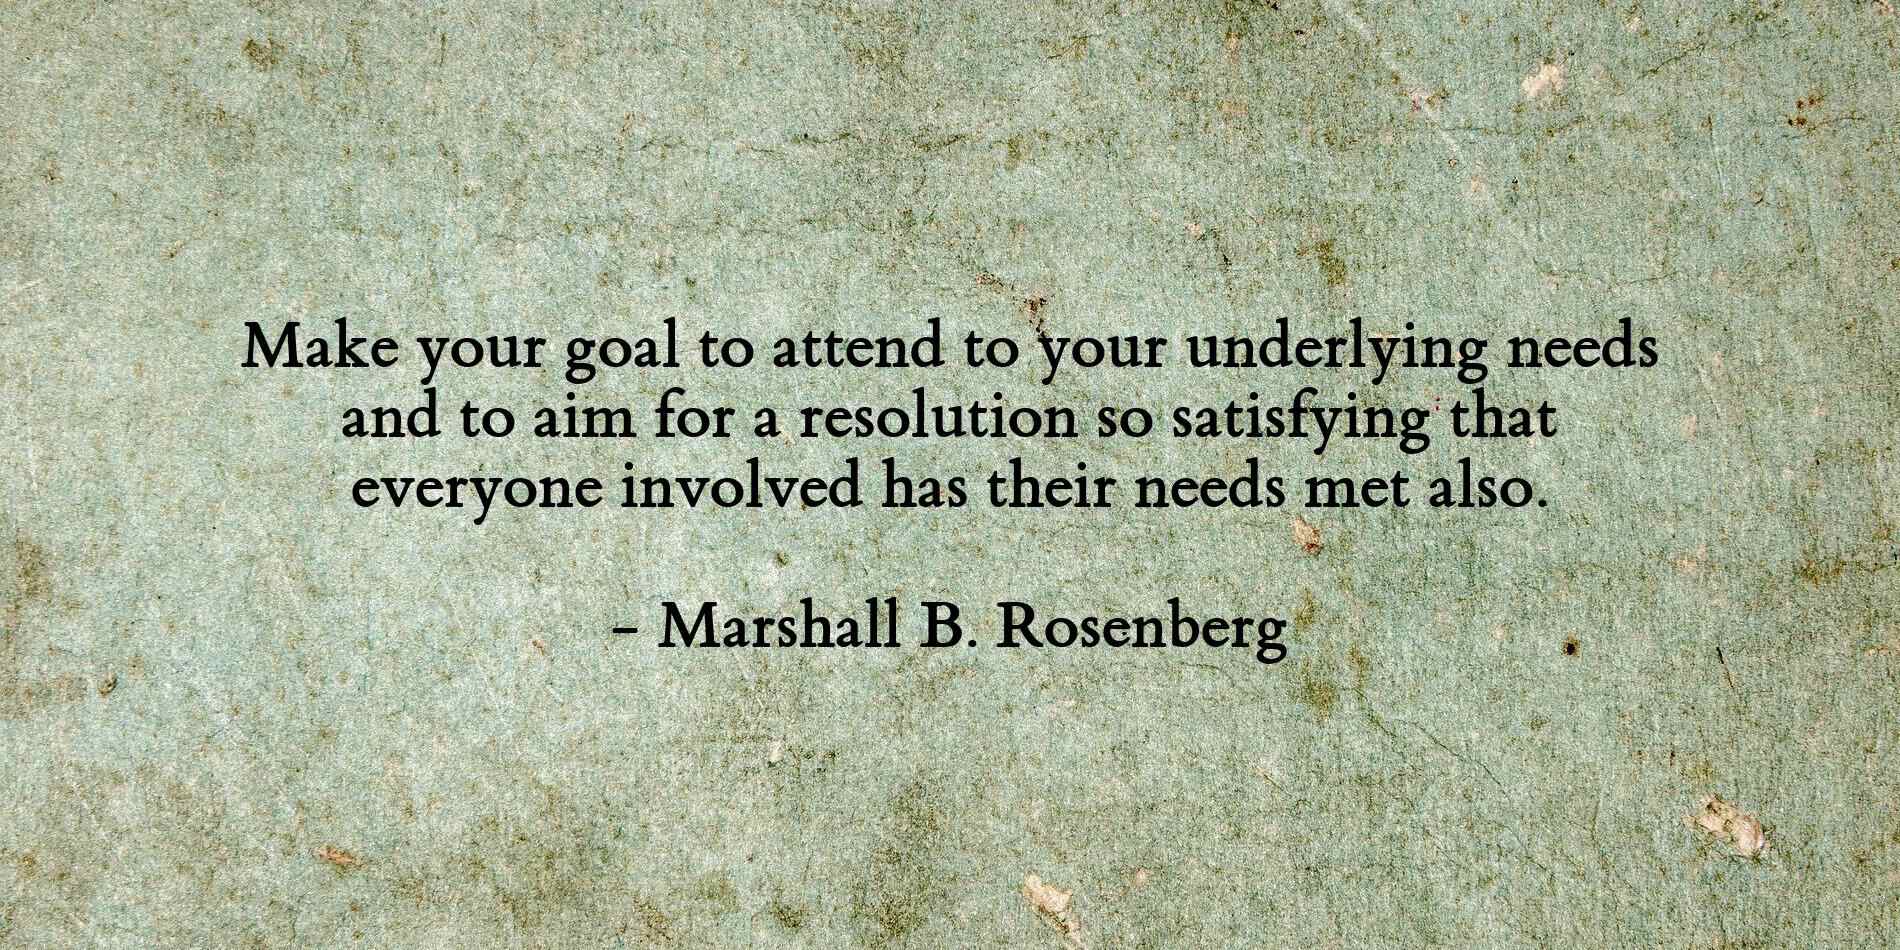 Make your goal to attend to your underlying needs
and to aim for a resolution so satisfying that
everyone involved has their needs met also.
- Marshall B. Rosenberg